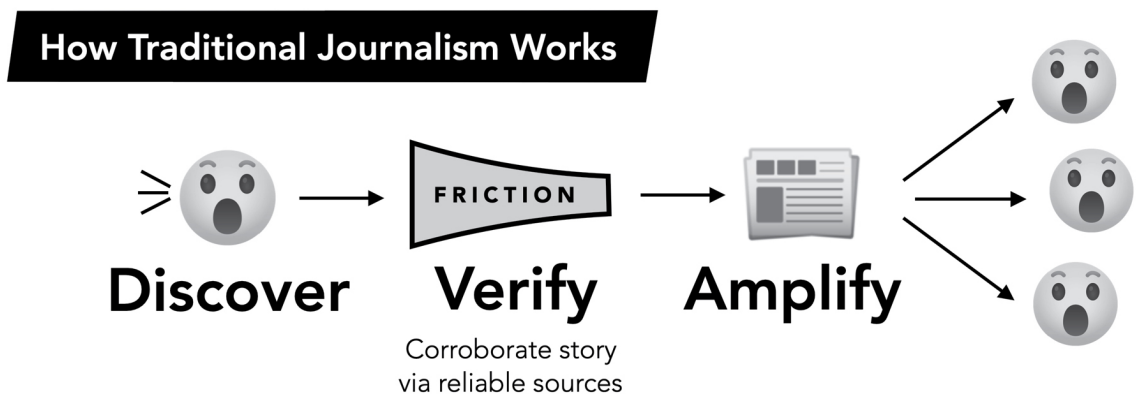 How Traditional Journalism Works
FRICTION
Discover
Verify
Amplify
Corroborate story
via reliable sources